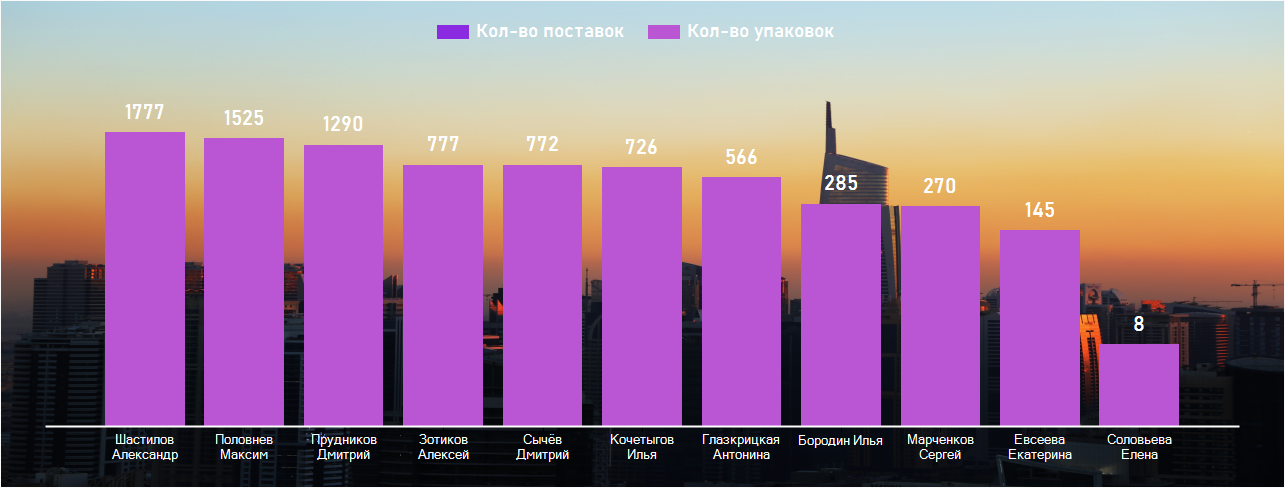 Кол-во поставок Кол-во упаковок
1777
1525
1290
777
772
726
566
285
270
145
8
Шастилов
Александр
Половнев
Максим
Прудников
Дмитрий
Зотиков
Алексей
Сычёв
Дмитрий
Кочетыгов
Илья
Глазкрицкая
Антонина
Бородин Илья
Марченков
Сергей
Евсеева
Екатерина
Соловьева
Елена